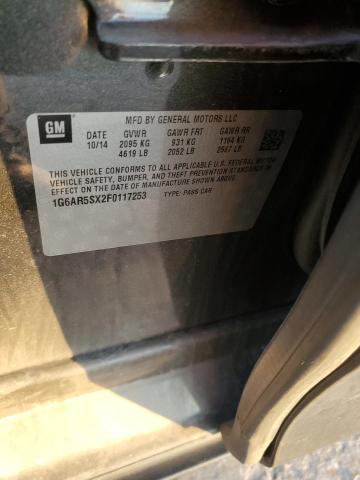 GM
MFD BY GENERAL MOTORS LLC
DATE GVWR GAWR FRT GAWR RR
10/14 2095 KG 931 KG 1164 KG
4619 LB 2052 LB 2567 LB
THIS VEHICLE CONFORMS TO ALL APPLICABLE U.S. FEDERAL MOTOR
VEHICLE SAFETY, BUMPER, AND THEFT PREVENTION STANDARDS IN
EFFECT ON THE DATE OF MANUFACTURE SHOWN ABOVE.
1G6AR5SX2F0117253 TYPE: PASS CAR